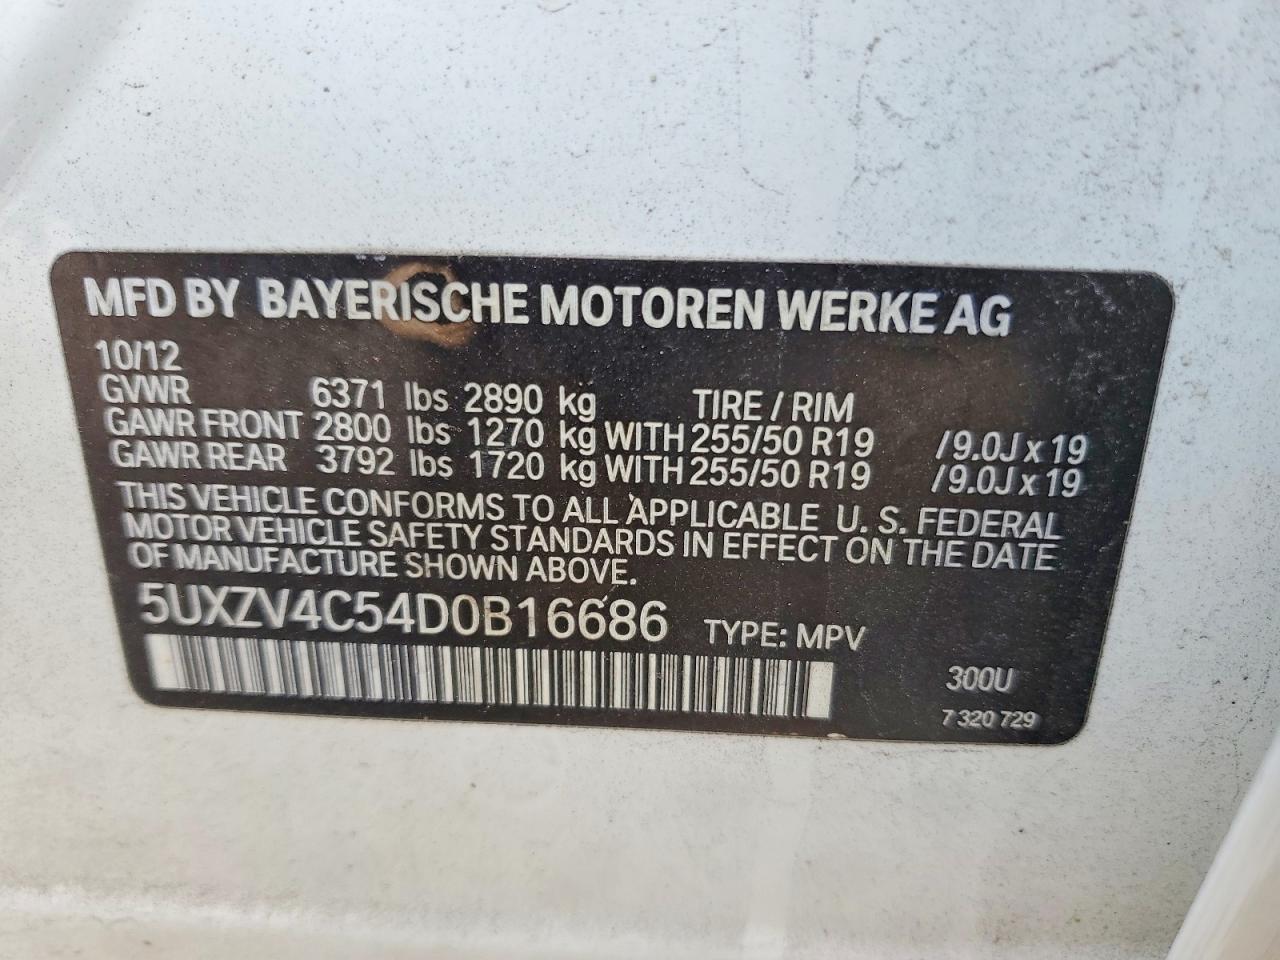 MFD BY BAYERISCHE MOTOREN WERKE AG
10/12
GVWR 6371 lbs 2890 kg TIRE / RIM
GAWR FRONT 2800 lbs 1270 kg WITH 255/50 R19 /9.0J x 19
GAWR REAR 3792 lbs 1720 kg WITH 255/50 R19 /9.0J x 19
THIS VEHICLE CONFORMS TO ALL APPLICABLE U. S. FEDERAL
MOTOR VEHICLE SAFETY STANDARDS IN EFFECT ON THE DATE
OF MANUFACTURE SHOWN ABOVE.
5UXZV4C54D0B16686 TYPE: MPV
300U
7 320 729